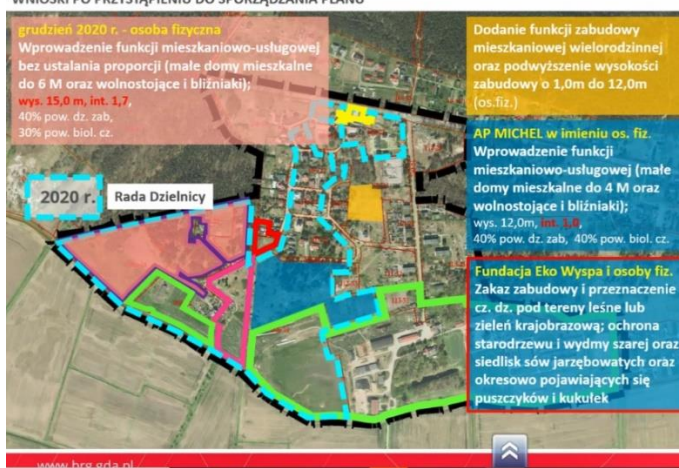 WNIOSKI PO PRZYSTĄPIENIU DO SPORZĄDZANIA PLANU
grudzień 2020 r. - osoba fizyczna
Wprowadzenie funkcji mieszkaniowo-usługowej
bez ustalania proporcji (małe domy mieszkalne
do 6 M oraz wolnostojące i bliźniaki);
wys. 15,0 m, int. 1,7,
40% pow. dz. zab,
30% pow. biol. cz.
Dodanie funkcji zabudowy
mieszkaniowej wielorodzinnej
oraz podwyższenie wysokości
zabudowy o 1,0m do 12,0m
(os.fiz.)
AP MICHEL w imieniu os. fiz.
Wprowadzenie funkcji
mieszkaniowo-usługowej (małe
domy mieszkalne do 4 M oraz
wolnostojące i bliźniaki);
wys. 12,0m, int. 1,0,
40% pow. dz. zab, 40% pow. biol. cz.
2020 r.
Rada Dzielnicy
Fundacja Eko Wyspa i osoby fiz.
Zakaz zabudowy i przeznaczenie
cz. dz. pod tereny leśne lub
zieleń krajobrazową; ochrona
starodrzewu i wydmy szarej oraz
siedlisk sów jarzębowatych oraz
okresowo pojawiających się
puszczyków i kukułek
www.brg.gda.pl